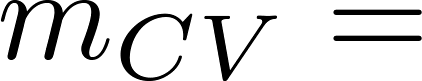 m_{CV} =